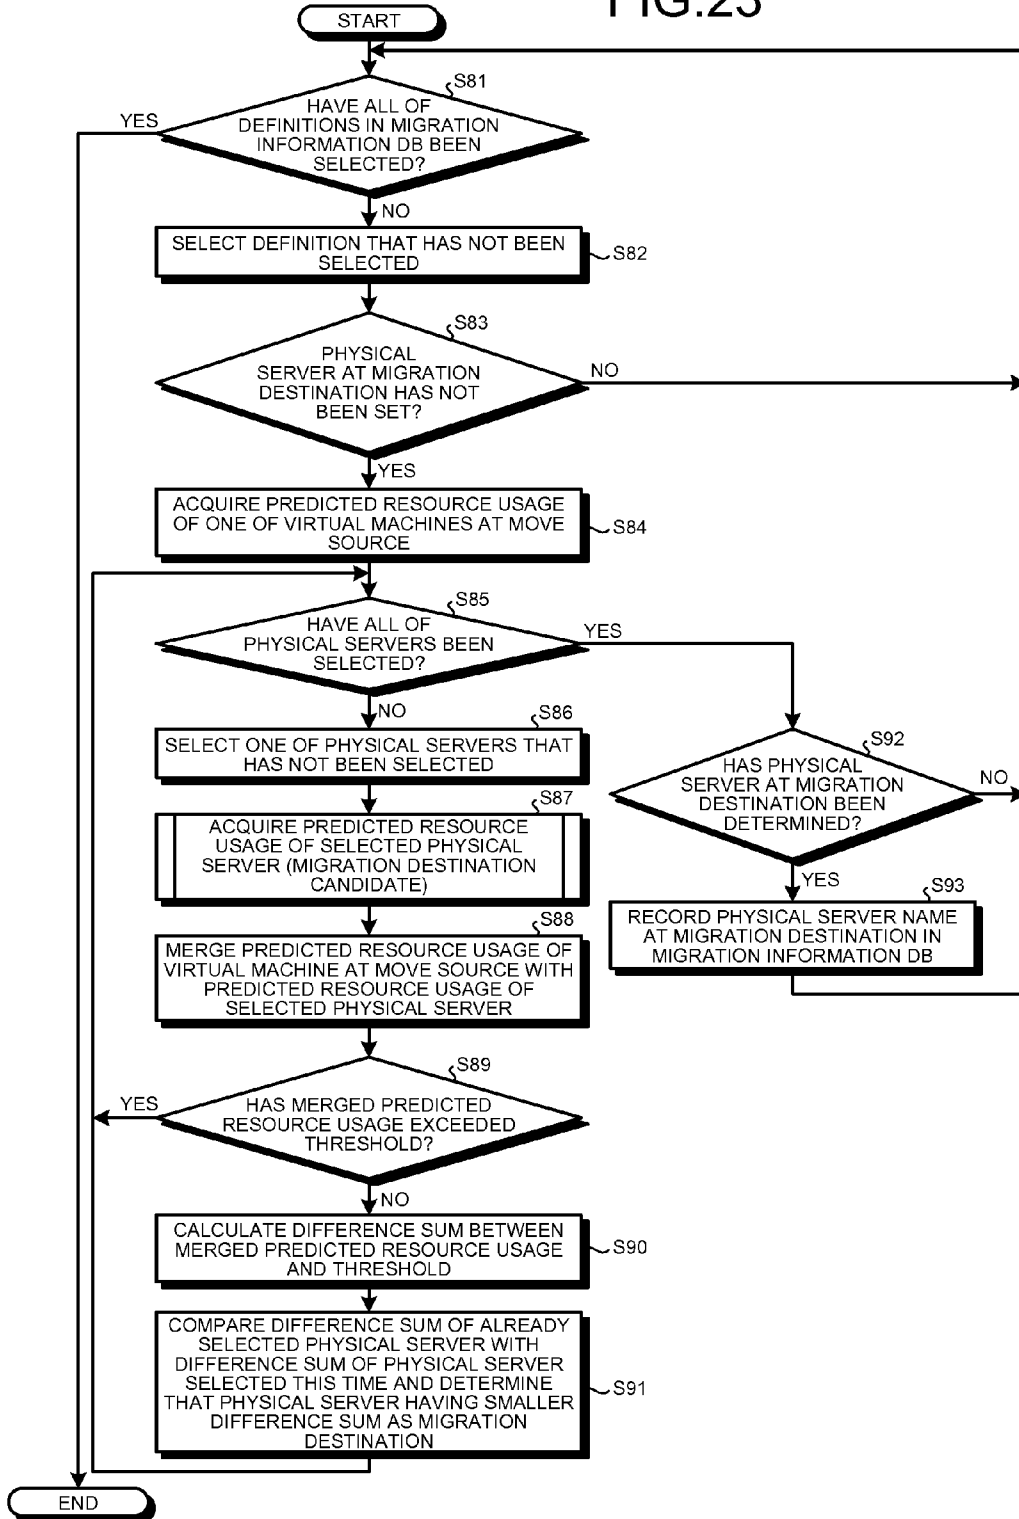 FIG.23
START
S81
YES
HAVE ALL OF
DEFINITIONS IN MIGRATION
INFORMATION DB BEEN
SELECTED?
NO
SELECT DEFINITION THAT HAS NOT BEEN
SELECTED
S82
S83
PHYSICAL
SERVER AT MIGRATION
DESTINATION HAS NOT
BEEN SET?
NO
YES
ACQUIRE PREDICTED RESOURCE USAGE
OF ONE OF VIRTUAL MACHINES AT MOVE
SOURCE
S84
S85
HAVE ALL OF
PHYSICAL SERVERS BEEN
SELECTED?
YES
NO
S86
SELECT ONE OF PHYSICAL SERVERS THAT
HAS NOT BEEN SELECTED
S87
ACQUIRE PREDICTED RESOURCE
USAGE OF SELECTED PHYSICAL
SERVER (MIGRATION DESTINATION
CANDIDATE)
S88
MERGE PREDICTED RESOURCE USAGE OF
VIRTUAL MACHINE AT MOVE SOURCE WITH
PREDICTED RESOURCE USAGE OF
SELECTED PHYSICAL SERVER
S89
YES
HAS MERGED PREDICTED
RESOURCE USAGE EXCEEDED
THRESHOLD?
NO
CALCULATE DIFFERENCE SUM BETWEEN
MERGED PREDICTED RESOURCE USAGE
AND THRESHOLD
S90
COMPARE DIFFERENCE SUM OF ALREADY
SELECTED PHYSICAL SERVER WITH
DIFFERENCE SUM OF PHYSICAL SERVER
SELECTED THIS TIME AND DETERMINE
THAT PHYSICAL SERVER HAVING SMALLER
DIFFERENCE SUM AS MIGRATION
DESTINATION
S91
S92
HAS PHYSICAL
SERVER AT MIGRATION
DESTINATION BEEN
DETERMINED?
NO
YES
S93
RECORD PHYSICAL SERVER NAME
AT MIGRATION DESTINATION IN
MIGRATION INFORMATION DB
END